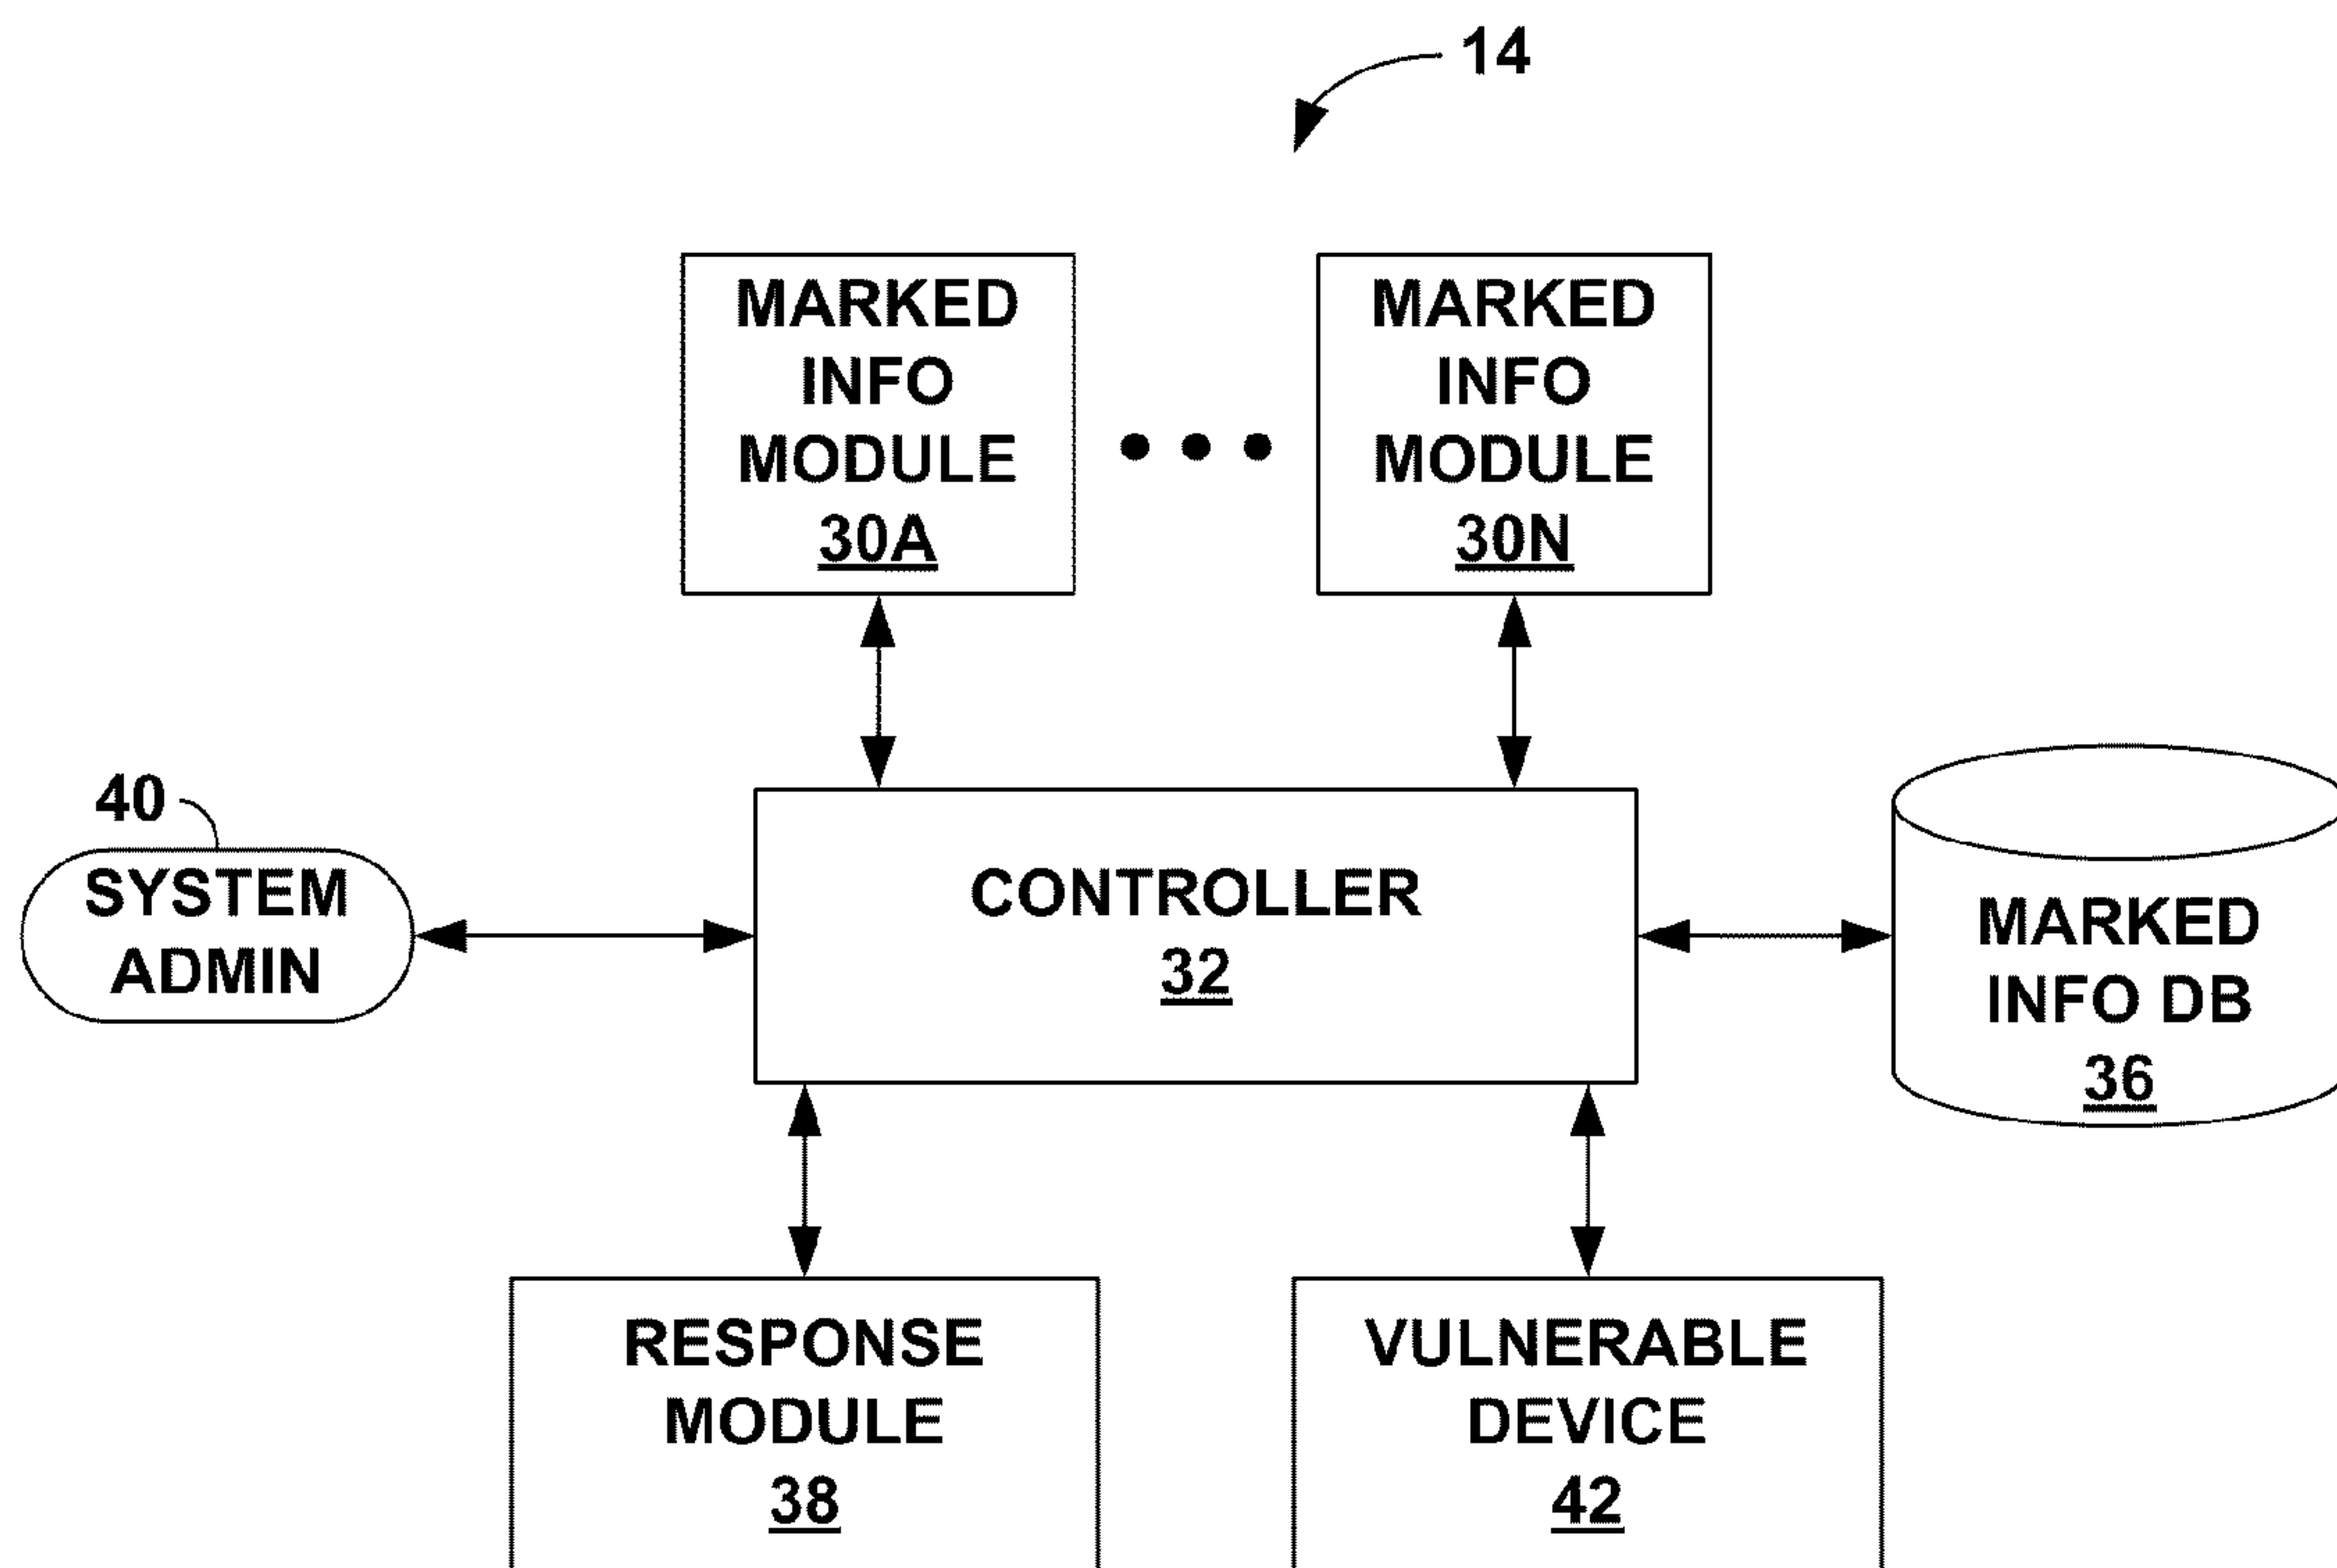 14
MARKED
INFO
MODULE
30A
MARKED
INFO
MODULE
30N
40
SYSTEM
ADMIN
CONTROLLER
32
MARKED
INFO DB
36
RESPONSE
MODULE
38
VULNERABLE
DEVICE
42